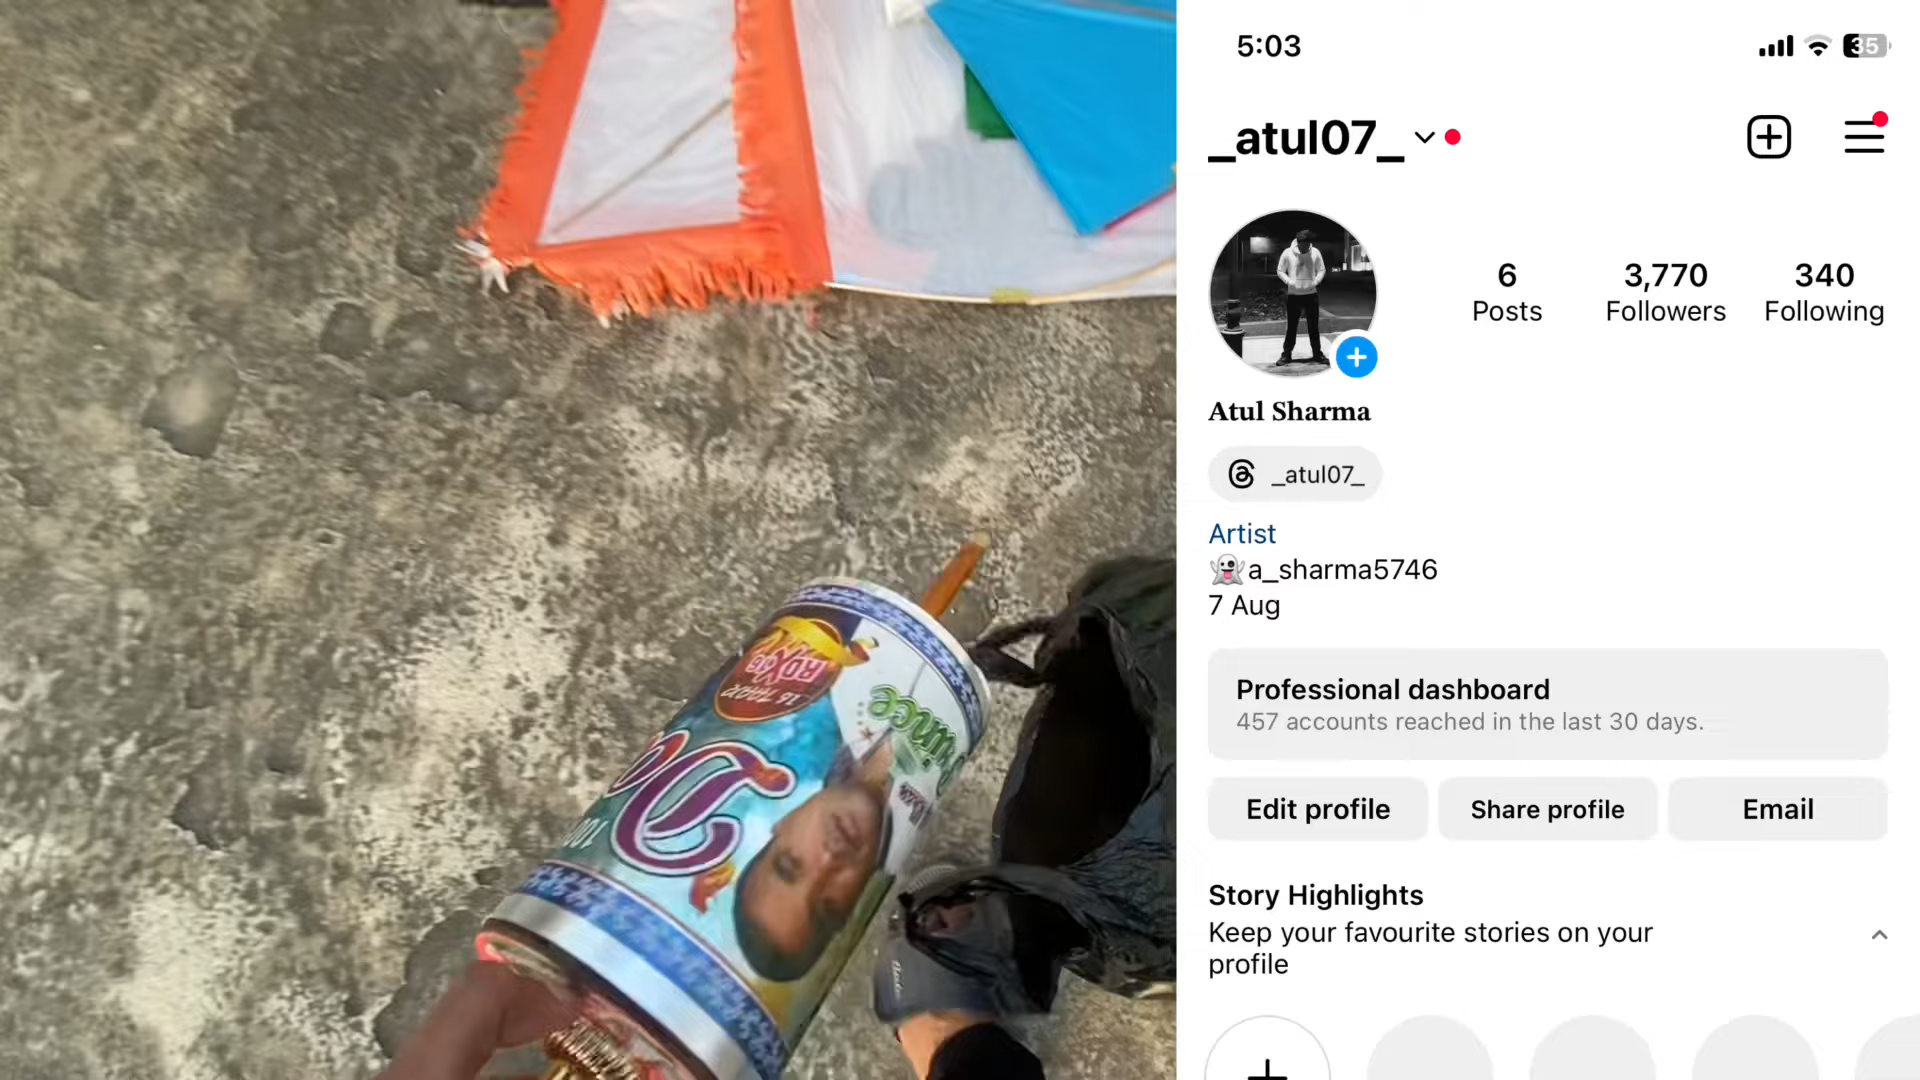 5:03
35
_atul07_
6
Posts
3,770
Followers
340
Following
Atul Sharma
_atul07_
Artist
👻a_sharma5746
7 Aug
Professional dashboard
457 accounts reached in the last 30 days.
Edit profile
Share profile
Email
Story Highlights
Keep your favourite stories on your
profile